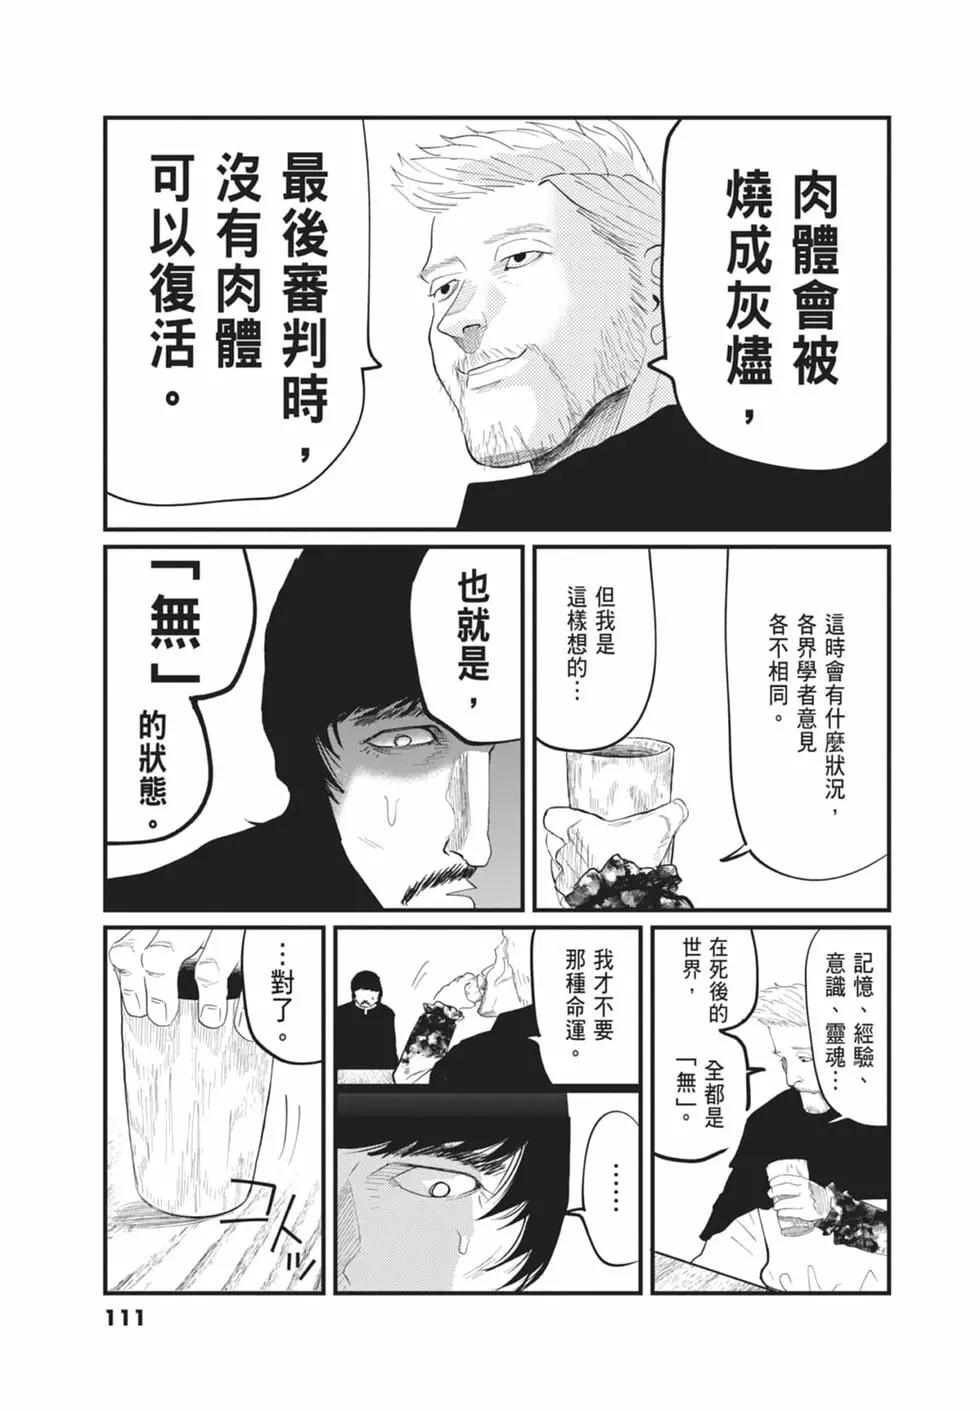 肉體會被
燒成灰燼，
最後審判時，
沒有肉體
可以復活。
這時會有什麼狀況，
各界學者意見
各不相同。
但我是
這樣想的…
也就是，
「無」
的狀態。
記憶、經驗、
意識、靈魂…
在死後的
世界，
全都是
「無」。
我才不要
那種命運。
……
…對了。
コト
111